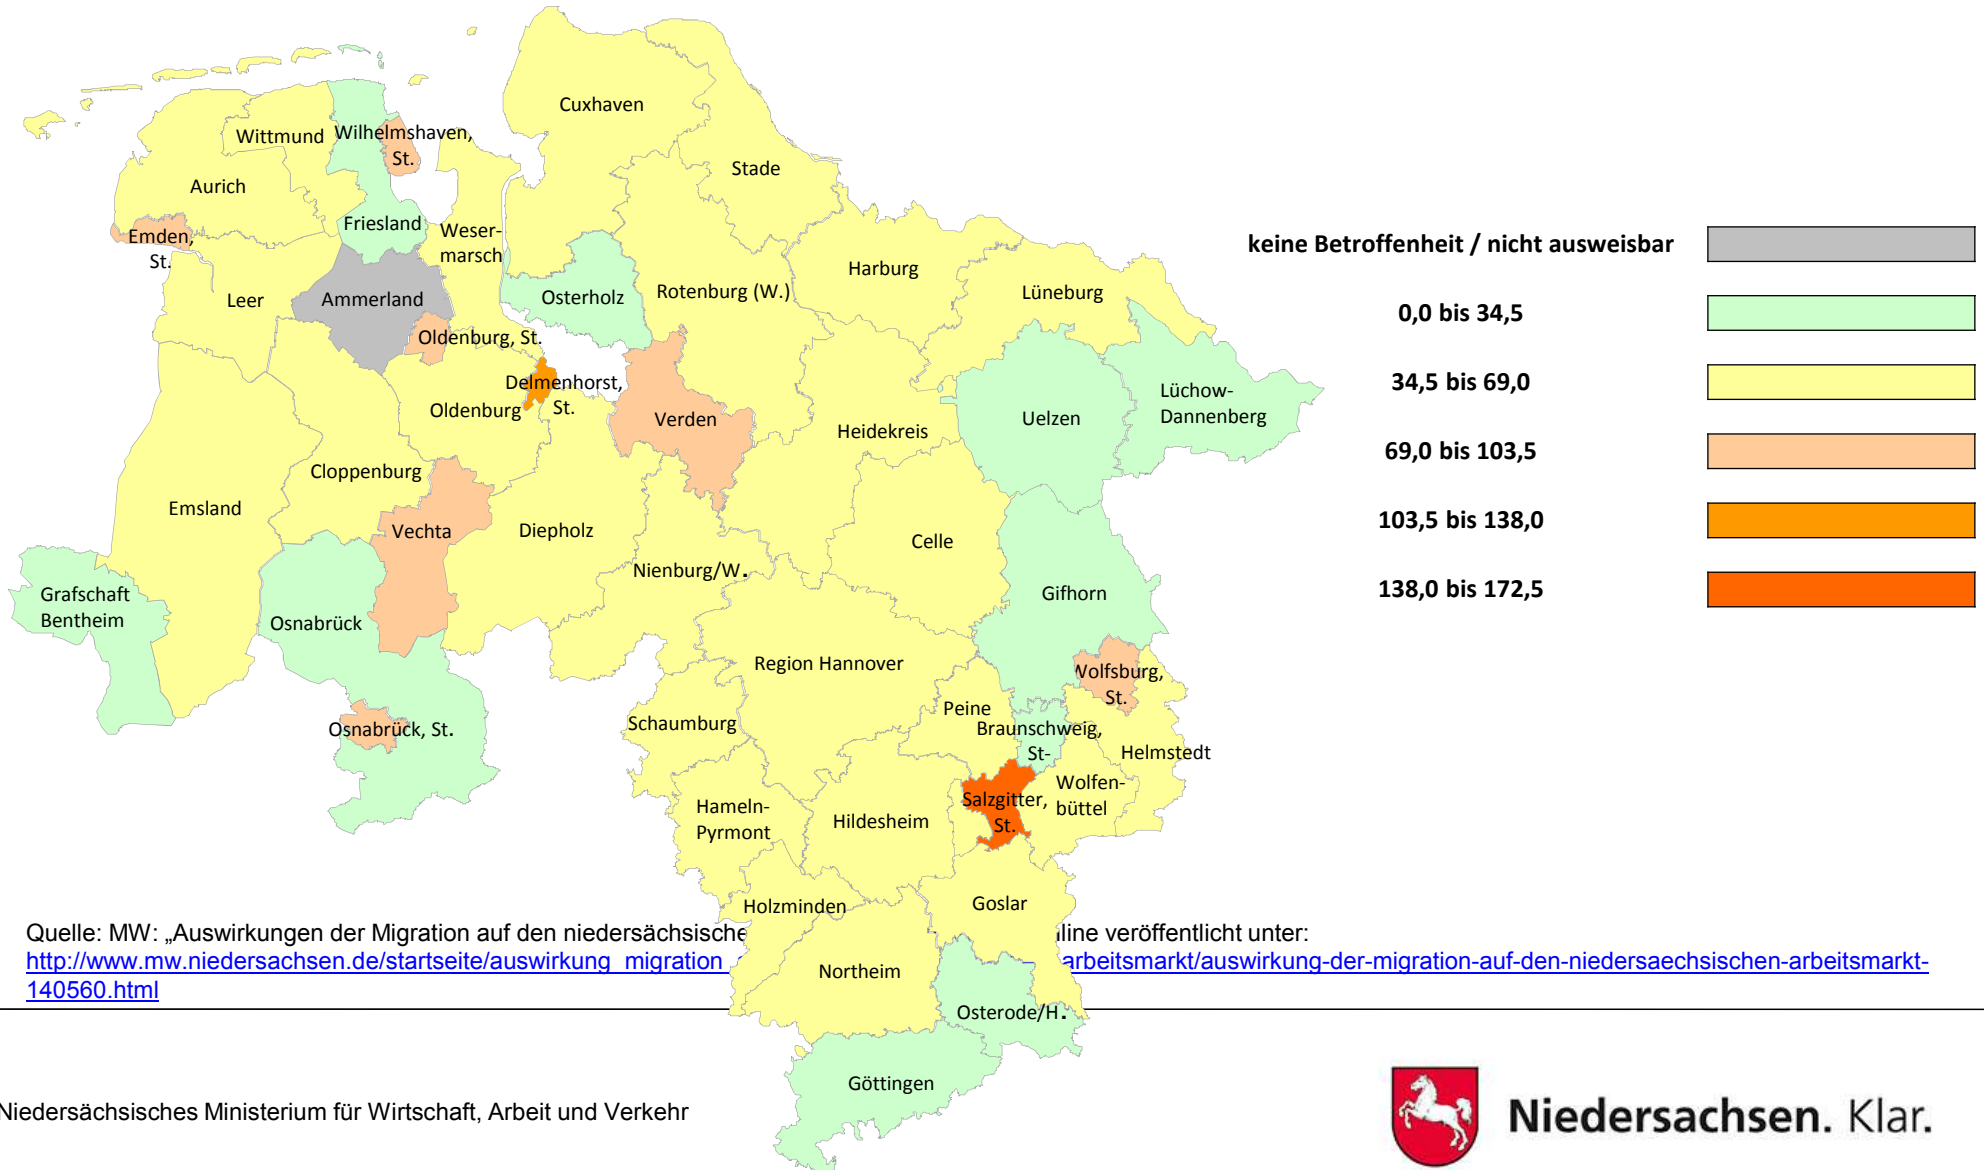 Cuxhaven
Wittmund
Wilhelmshaven,
St.
Stade
Aurich
Friesland
Emden,
St.
Weser-
marsch
Harburg
Leer
Ammerland
Osterholz
Rotenburg (W.)
Lüneburg
Oldenburg, St.
Delmenhorst,
St.
Oldenburg
Verden
Heidekreis
Uelzen
Lüchow-
Dannenberg
Cloppenburg
Emsland
Vechta
Diepholz
Celle
Nienburg/W.
Grafschaft
Bentheim
Osnabrück
Gifhorn
Region Hannover
Wolfsburg,
St.
Peine
Schaumburg
Osnabrück, St.
Braunschweig,
St-
Helmstedt
Hameln-
Pyrmont
Hildesheim
Salzgitter,
St.
Wolfen-
büttel
Holzminden
Goslar
Northeim
Osterode/H.
Göttingen
keine Betroffenheit / nicht ausweisbar
0,0 bis 34,5
34,5 bis 69,0
69,0 bis 103,5
103,5 bis 138,0
138,0 bis 172,5
Quelle: MW: „Auswirkungen der Migration auf den niedersächsische line veröffentlicht unter:
http://www.mw.niedersachsen.de/startseite/auswirkung_migration_ arbeitsmarkt/auswirkung-der-migration-auf-den-niedersaechsischen-arbeitsmarkt-
140560.html
Niedersächsisches Ministerium für Wirtschaft, Arbeit und Verkehr
Niedersachsen. Klar.